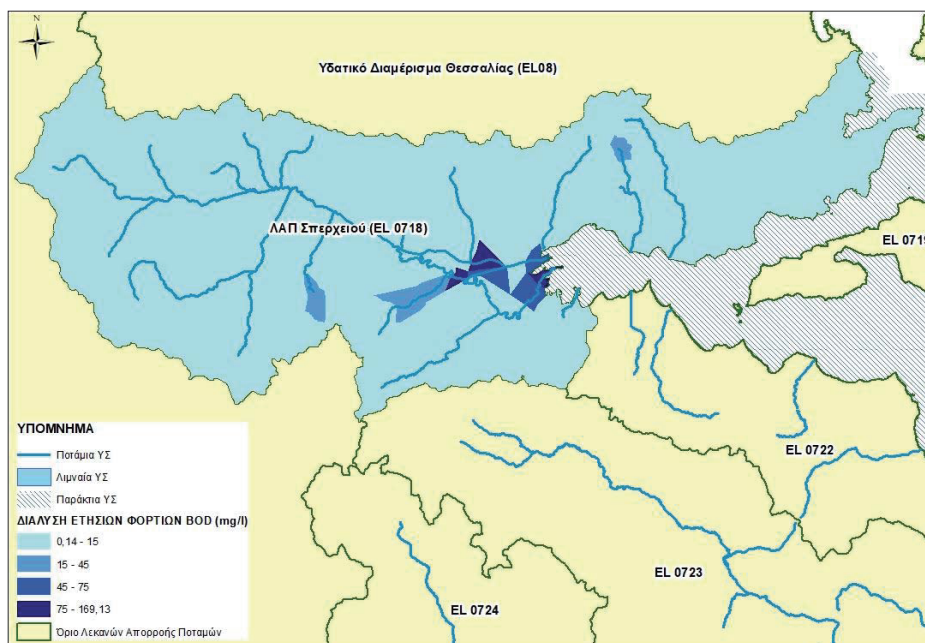 N
Υδατικό Διαμέρισμα Θεσσαλίας (EL08)
ΛΑΠ Σπερχειού (EL 0718)
EL 0719
EL 0722
EL 0723
EL 0724
ΥΠΟΜΝΗΜΑ
Ποτάμια ΥΣ
Λιμναία ΥΣ
Παράκτια ΥΣ
ΔΙΑΛΥΣΗ ΕΤΗΣΙΩΝ ΦΟΡΤΙΩΝ BOD (mg/l)
0,14 - 15
15 - 45
45 - 75
75 - 169,13
Όριο Λεκανών Απορροής Ποταμών